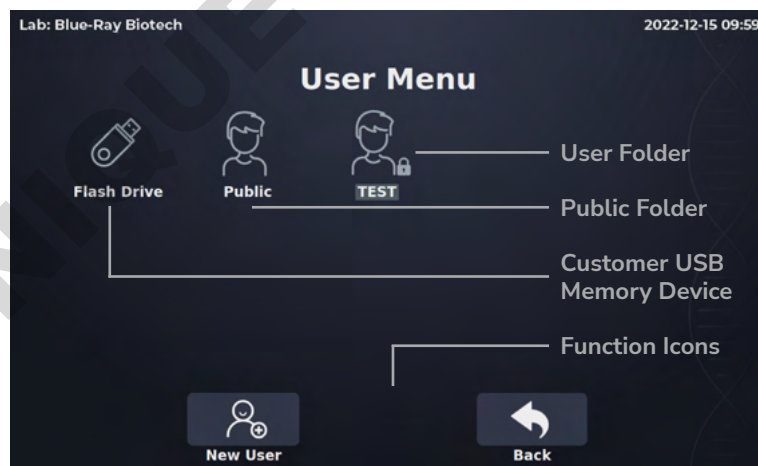 Lab: Blue-Ray Biotech
2022-12-15 09:59
User Menu
Flash Drive
Public
TEST
User Folder
Public Folder
Customer USB
Memory Device
Function Icons
New User
Back